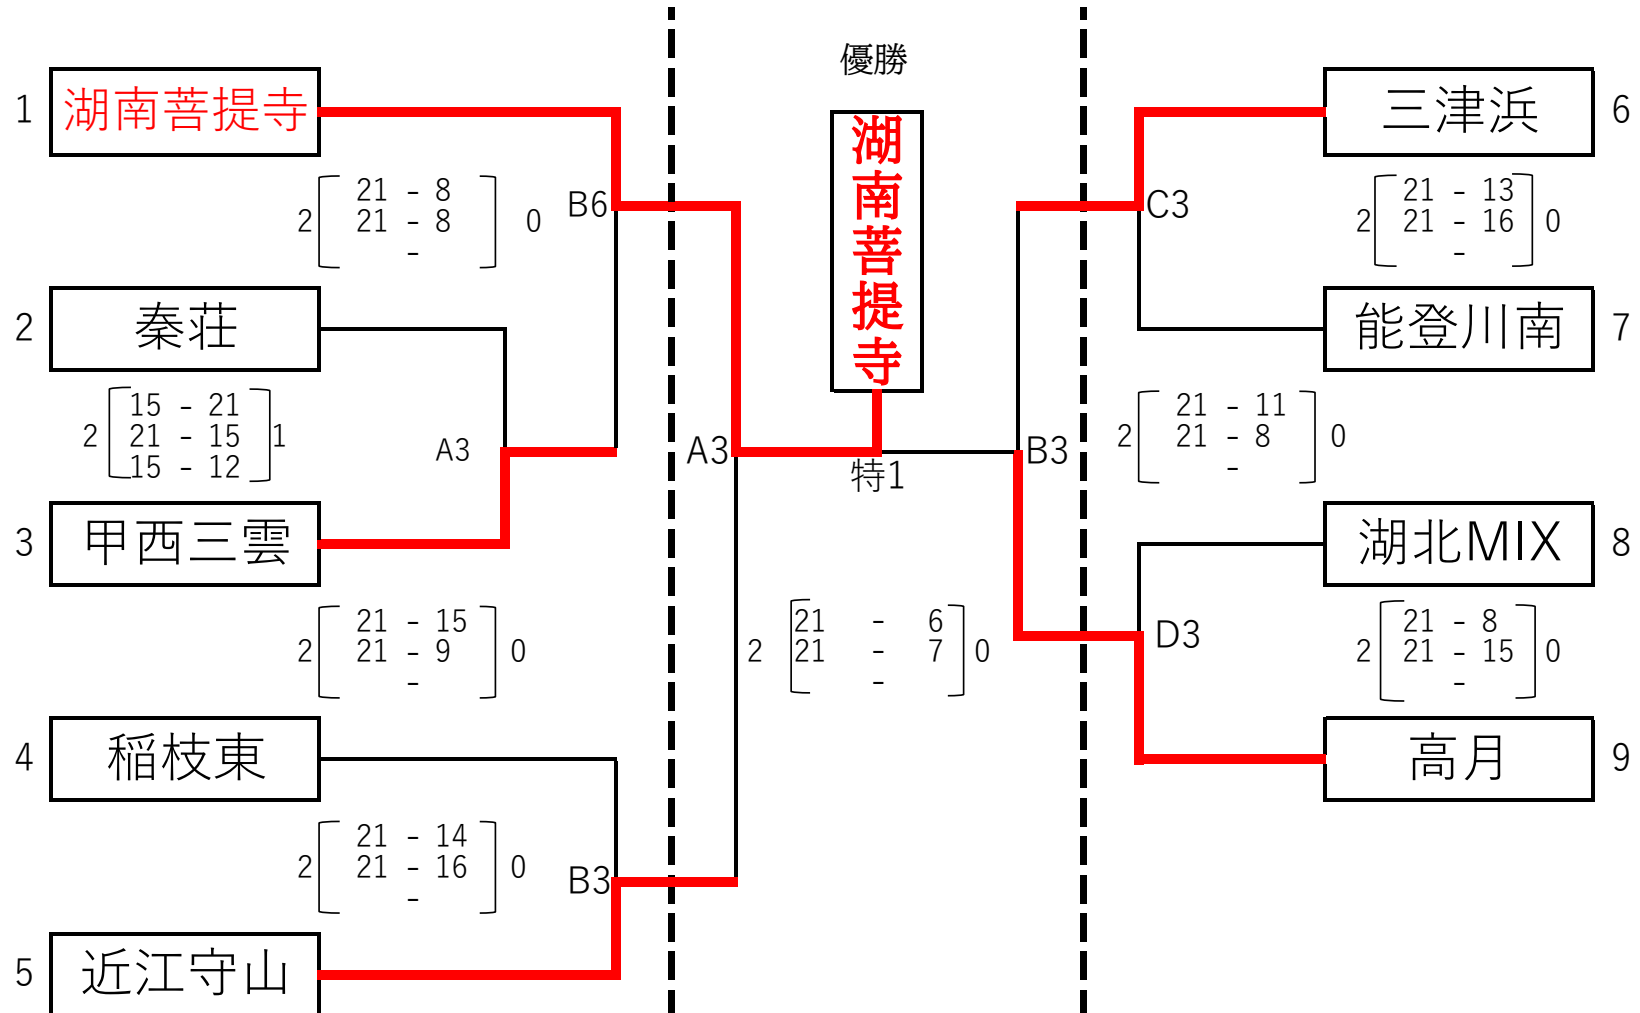 優勝
湖南菩提寺
1 湖南菩提寺
2 21 - 8 0
21 - 8
-
B6
2 秦荘
15 - 21
2 21 - 15 1
15 - 12
A3
3 甲西三雲
21 - 15
2 21 - 9 0
-
4 稲枝東
21 - 14
2 21 - 16 0
-
B3
5 近江守山
A3
特1
B3
21 - 6
2 21 - 7 0
-
三津浜 6
C3
21 - 13
2 21 - 16 0
-
能登川南 7
21 - 11
2 21 - 8 0
-
湖北MIX 8
D3
21 - 8
2 21 - 15 0
-
高月 9